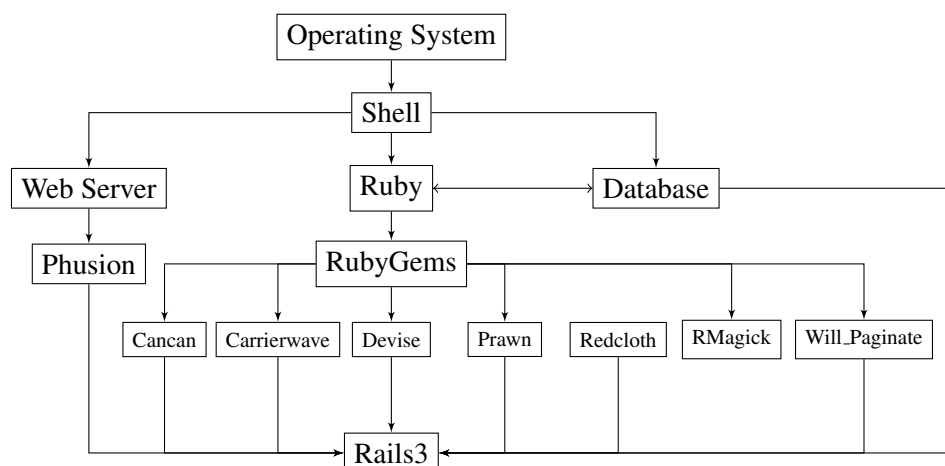 Operating System
Shell
Web Server
Ruby
Database
Phusion
RubyGems
Cancan
Carrierwave
Devise
Prawn
Redcloth
RMagick
Will_Paginate
Rails3